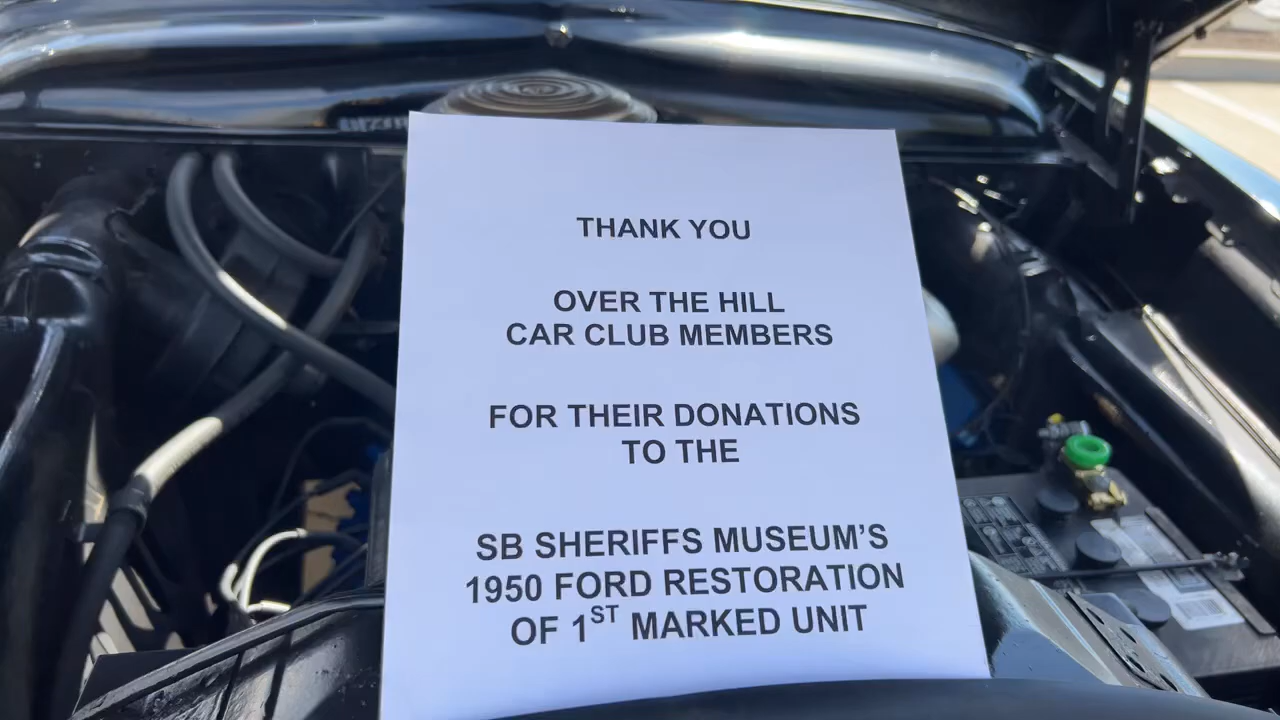 THANK YOU
OVER THE HILL
CAR CLUB MEMBERS
FOR THEIR DONATIONS
TO THE
SB SHERIFFS MUSEUM'S
1950 FORD RESTORATION
OF 1ST MARKED UNIT